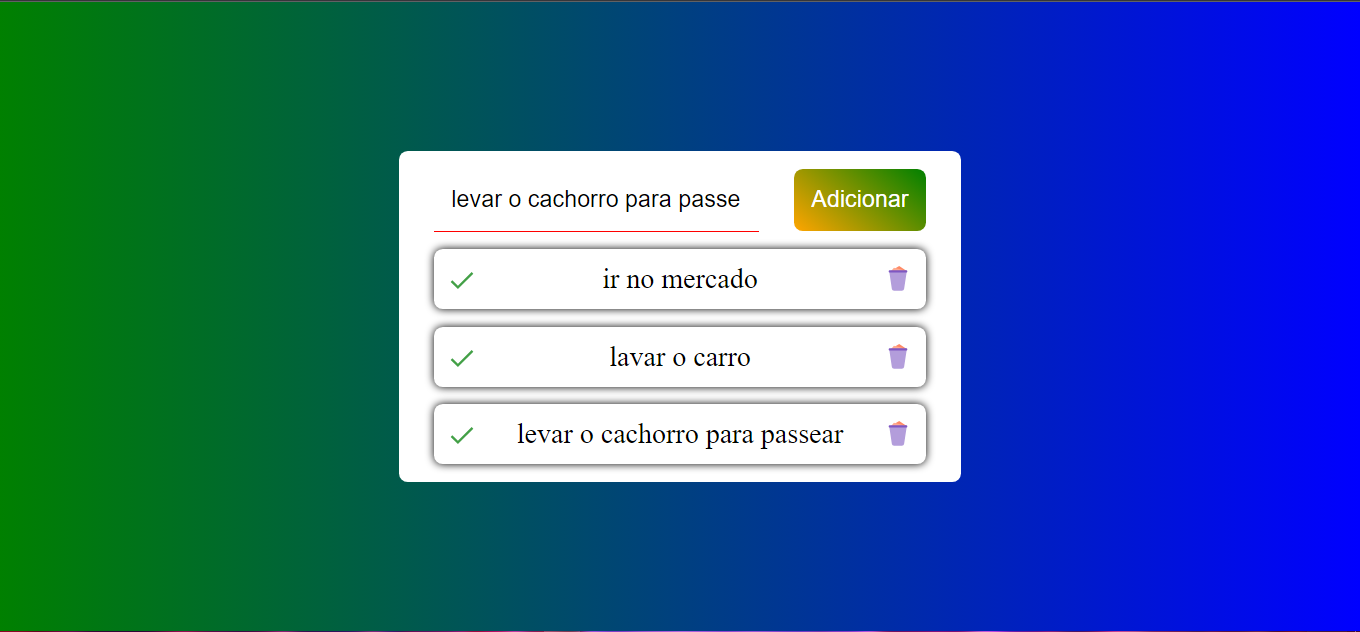 levar o cachorro para passe
Adicionar
ir no mercado
lavar o carro
levar o cachorro para passear